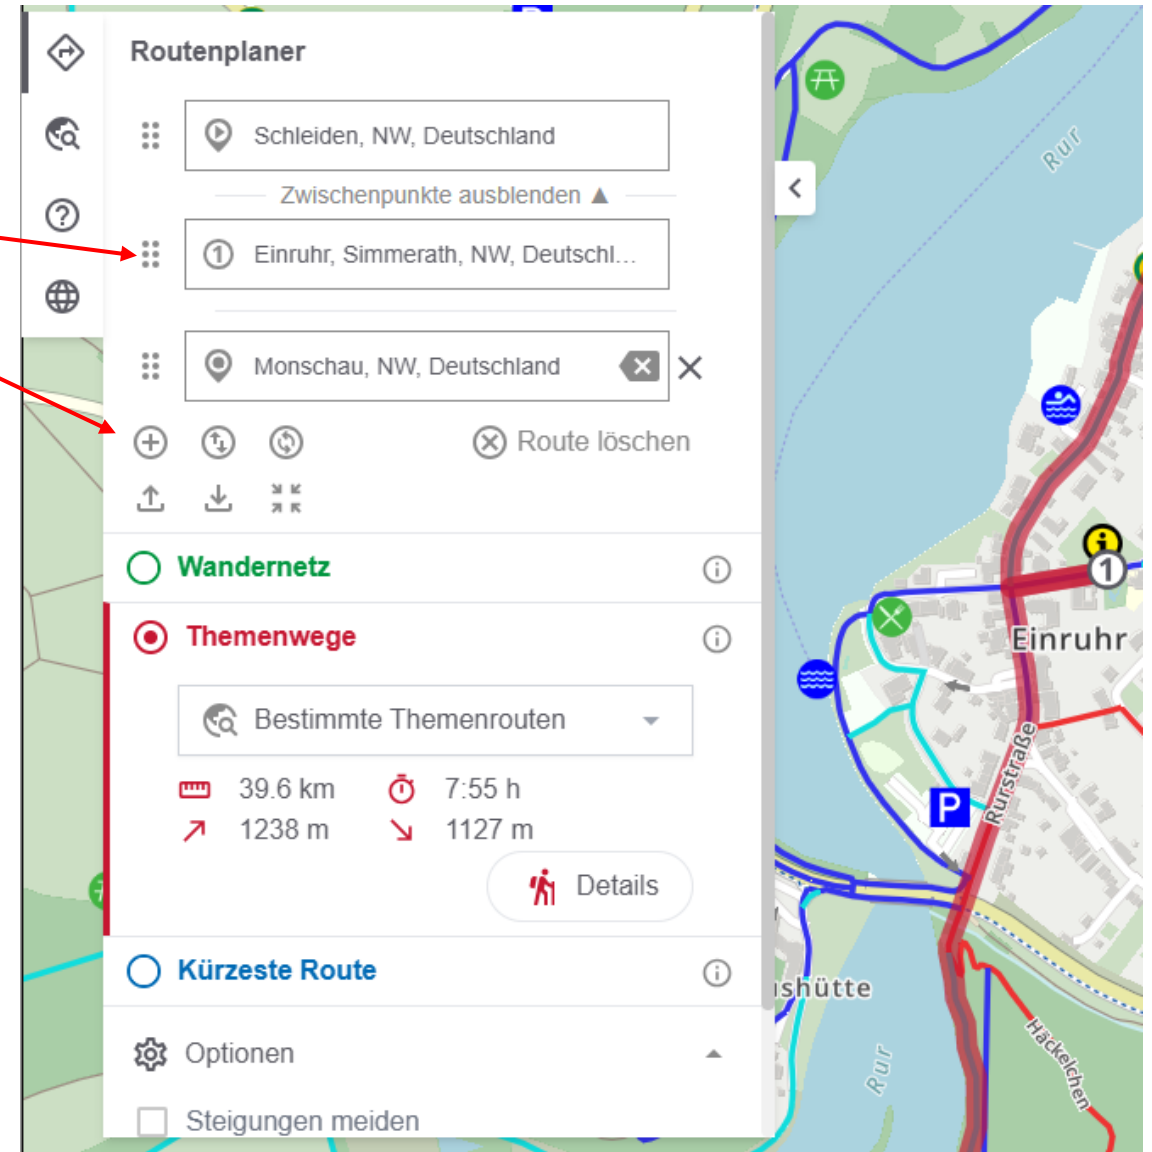 Routenplaner
Schleiden, NW, Deutschland
Zwischenpunkte ausblenden ▲
1 Einruhr, Simmerath, NW, Deutschl...
Monschau, NW, Deutschland
Route löschen
Wandernetz
Themenwege
Bestimmte Themenrouten
39.6 km 7:55 h
1238 m 1127 m
Details
Kürzeste Route
Optionen
Steigungen meiden
P
Rur
i
1
Einruhr
Rurstraße
P
shütte
Rur
Häckelchen